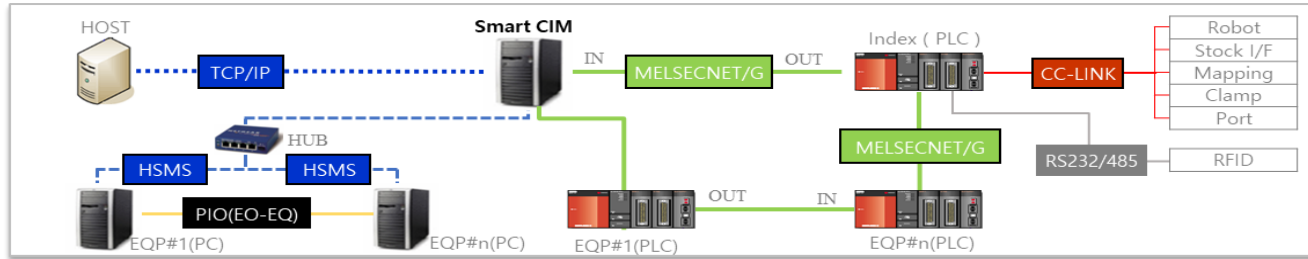 HOST
Smart CIM
Index ( PLC )
TCP/IP
IN
MELSECNET/G
OUT
CC-LINK
Robot
Stock I/F
Mapping
Clamp
Port
HUB
HSMS
HSMS
MELSECNET/G
RS232/485
RFID
PIO(EO-EQ)
OUT
IN
EQP#1(PC)
EQP#n(PC)
EQP#1(PLC)
EQP#n(PLC)